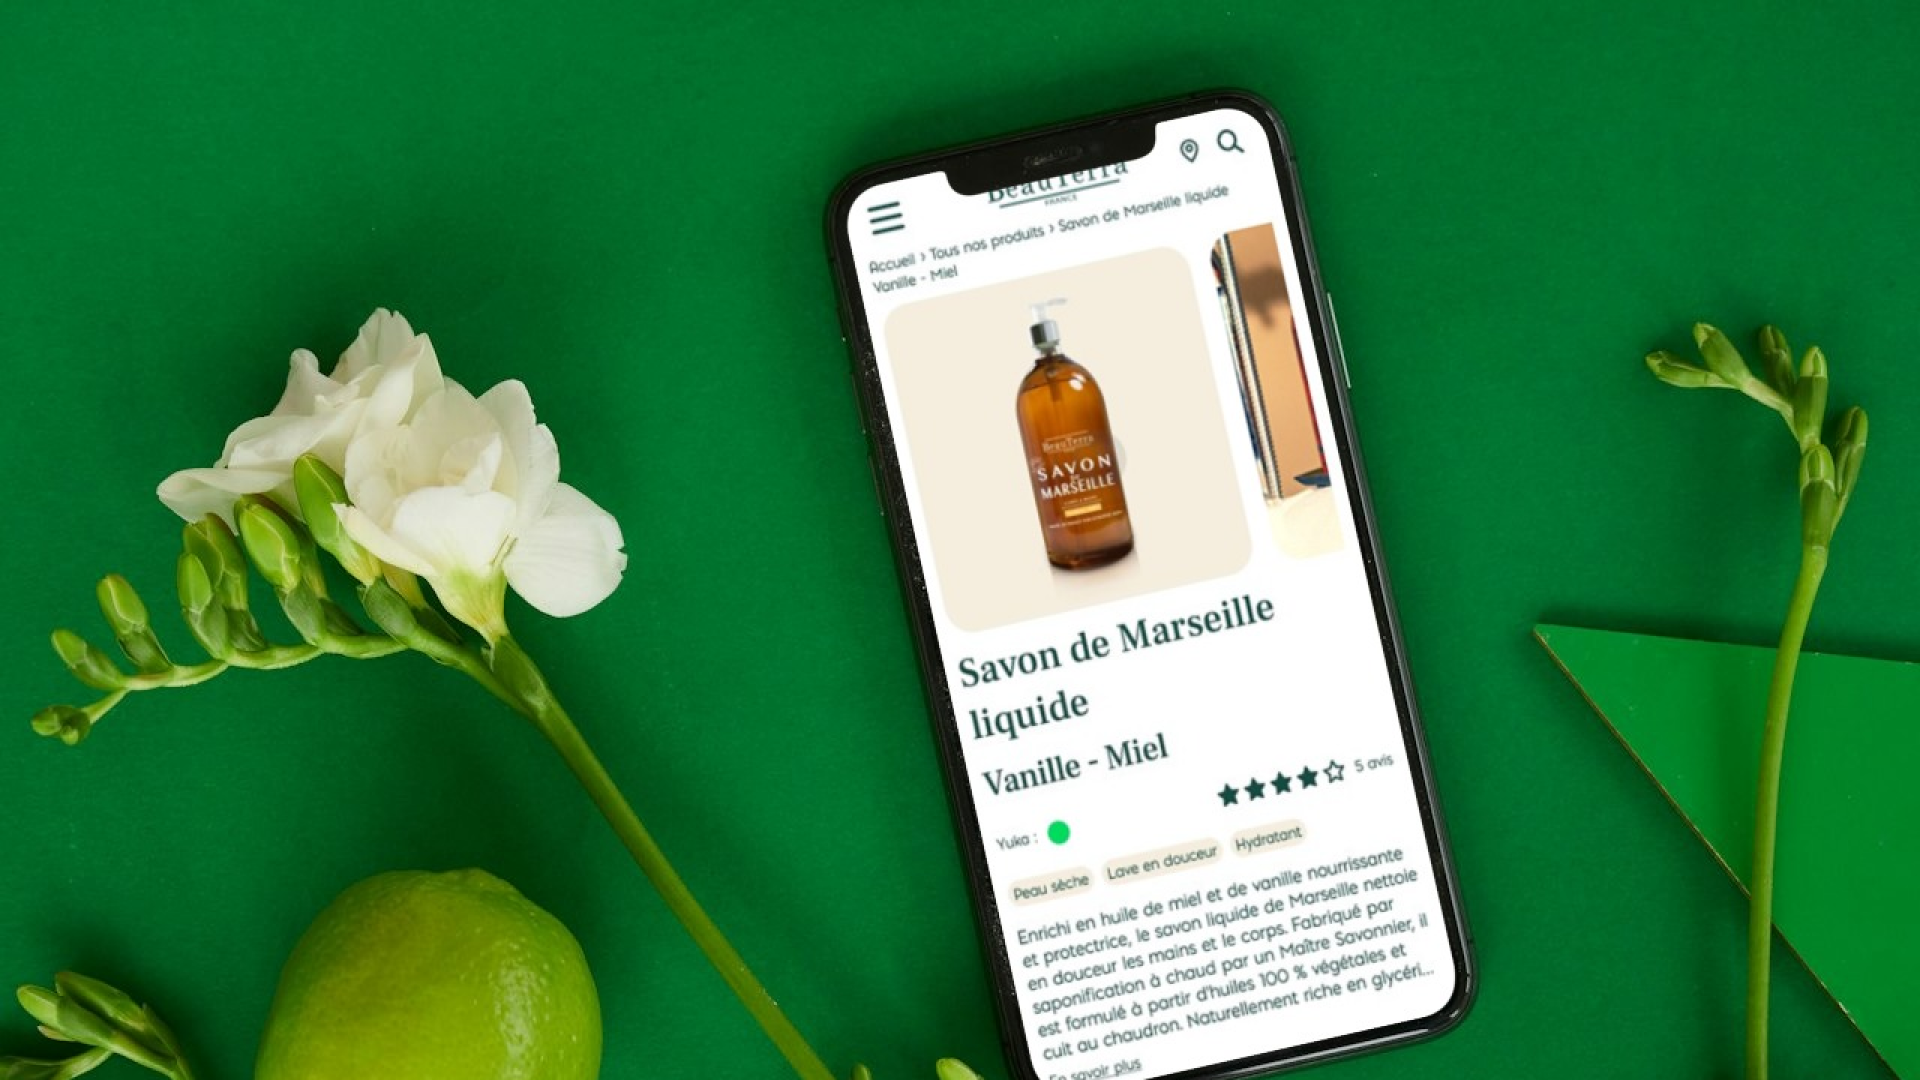 BeauTerra
FRANCE
Accueil › Tous nos produits › Savon de Marseille liquide
Vanille - Miel
BeauTerra
SAVON
DE
MARSEILLE
Savon de Marseille
liquide
Vanille - Miel
5 avis
Yuka :
Peau sèche Lave en douceur Hydratant
Enrichi en huile de miel et de vanille nourrissante
et protectrice, le savon liquide de Marseille nettoie
en douceur les mains et le corps. Fabriqué par
saponification à chaud par un Maître Savonnier, il
est formulé à partir d'huiles 100 % végétales et
cuit au chaudron. Naturellement riche en glycéri...
En savoir plus